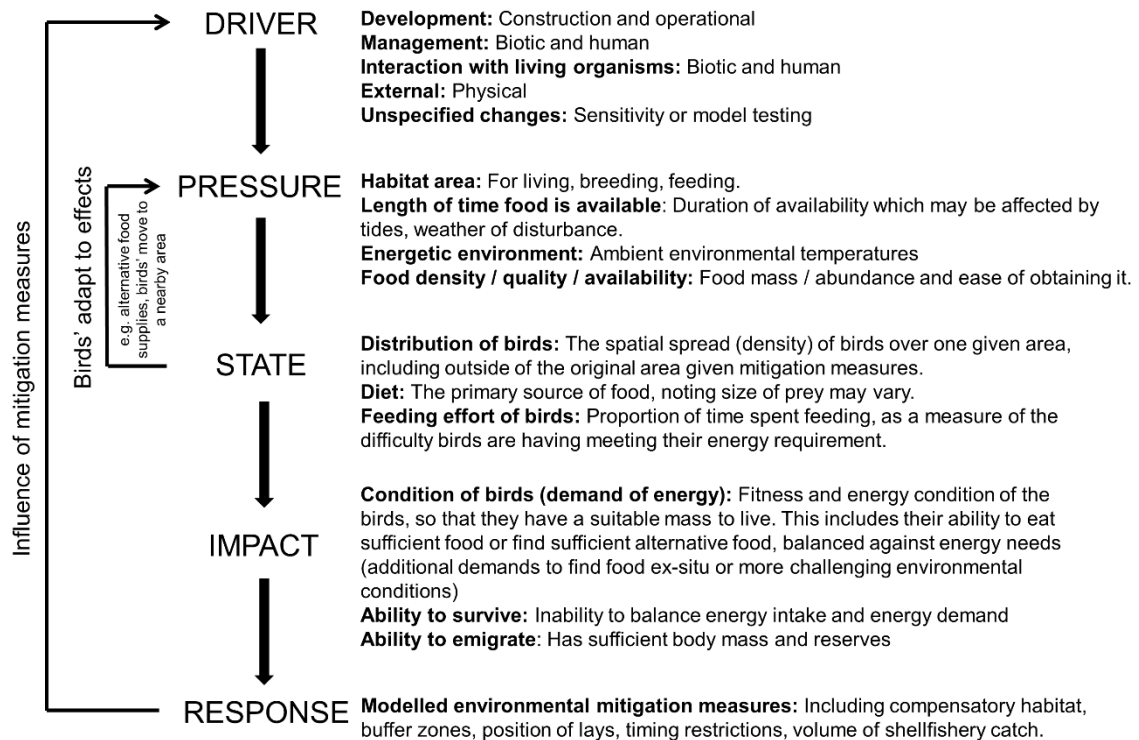 DRIVER
Development: Construction and operational
Management: Biotic and human
Interaction with living organisms: Biotic and human
External: Physical
Unspecified changes: Sensitivity or model testing
PRESSURE
Habitat area: For living, breeding, feeding.
Length of time food is available: Duration of availability which may be affected by
tides, weather of disturbance.
Energetic environment: Ambient environmental temperatures
Food density / quality / availability: Food mass / abundance and ease of obtaining it.
STATE
Distribution of birds: The spatial spread (density) of birds over one given area,
including outside of the original area given mitigation measures.
Diet: The primary source of food, noting size of prey may vary.
Feeding effort of birds: Proportion of time spent feeding, as a measure of the
difficulty birds are having meeting their energy requirement.
IMPACT
Condition of birds (demand of energy): Fitness and energy condition of the
birds, so that they have a suitable mass to live. This includes their ability to eat
sufficient food or find sufficient alternative food, balanced against energy needs
(additional demands to find food ex-situ or more challenging environmental
conditions)
Ability to survive: Inability to balance energy intake and energy demand
Ability to emigrate: Has sufficient body mass and reserves
RESPONSE
Modelled environmental mitigation measures: Including compensatory habitat,
buffer zones, position of lays, timing restrictions, volume of shellfishery catch.
Influence of mitigation measures
Birds' adapt to effects
e.g. alternative food
supplies, birds' move to
a nearby area